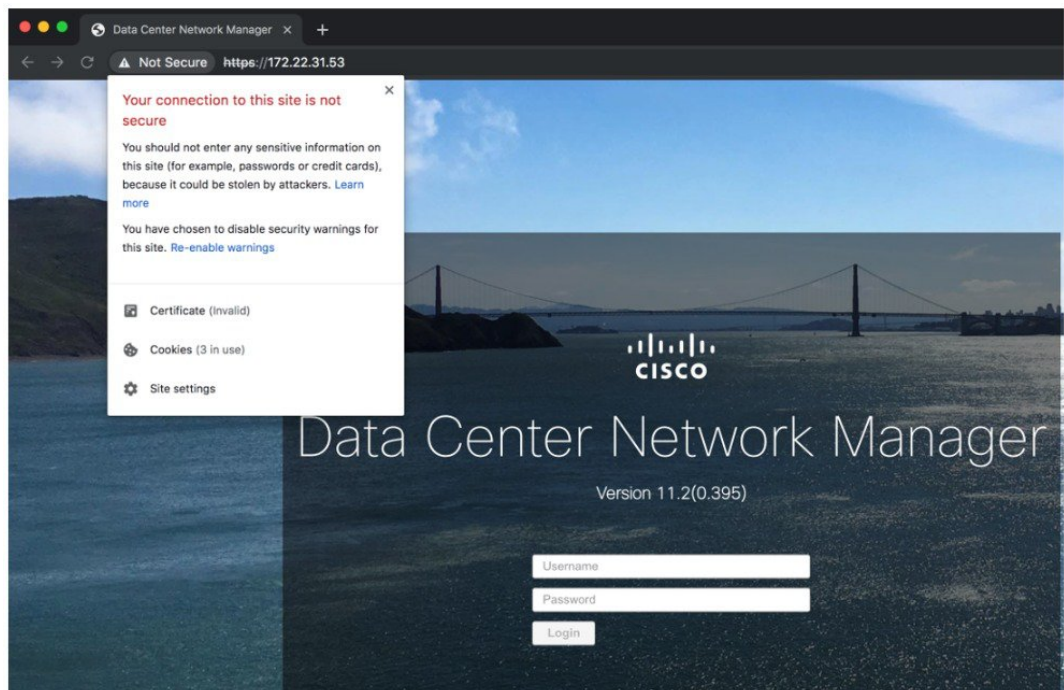 Data Center Network Manager
Not Secure https://172.22.31.53
Your connection to this site is not
secure
You should not enter any sensitive information on
this site (for example, passwords or credit cards),
because it could be stolen by attackers. Learn
more
You have chosen to disable security warnings for
this site. Re-enable warnings
Certificate (Invalid)
Cookies (3 in use)
Site settings
CISCO
Data Center Network Manager
Version 11.2(0.395)
Username
Password
Login